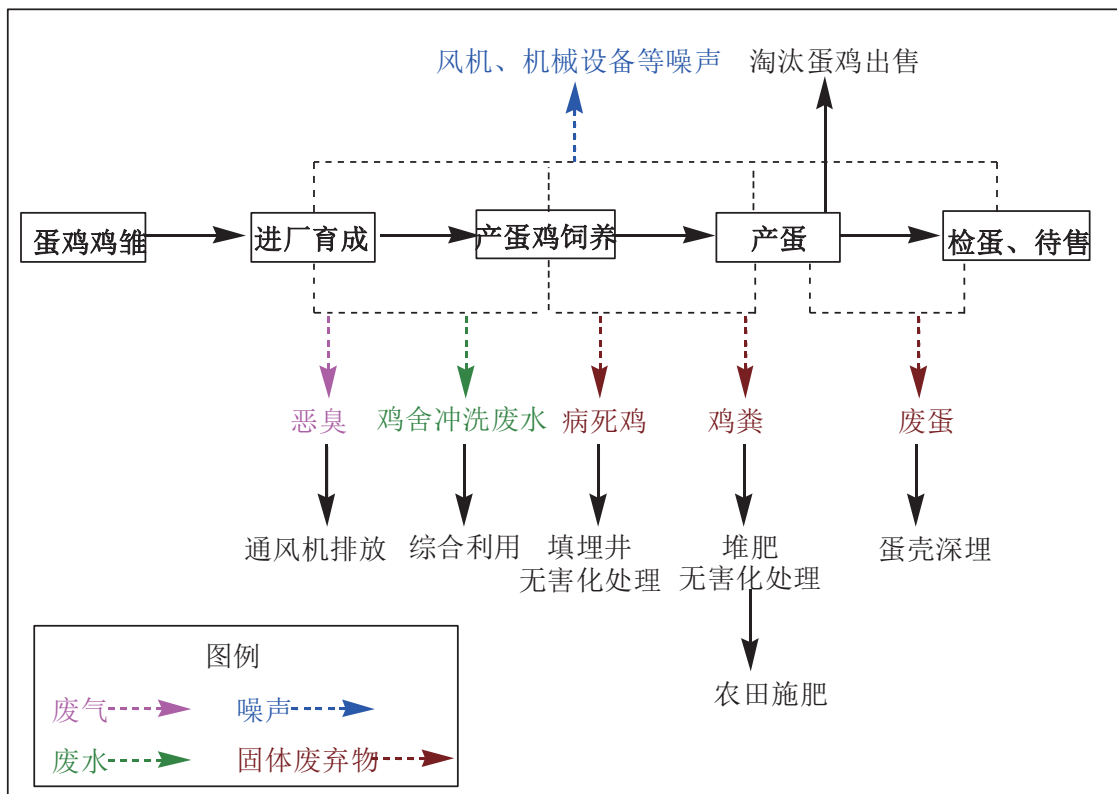 风机、机械设备等噪声
淘汰蛋鸡出售
蛋鸡鸡雏
进厂育成
产蛋鸡饲养
产蛋
检蛋、待售
恶臭
鸡舍冲洗废水
病死鸡
鸡粪
废蛋
通风机排放
综合利用
填埋井
无害化处理
堆肥
无害化处理
蛋壳深埋
农田施肥
图例
废气
噪声
废水
固体废弃物